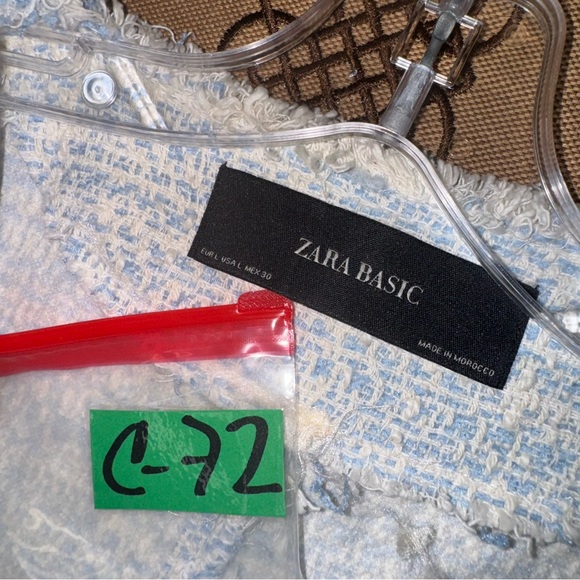 ZARA BASIC
EUR L USA L MEX 30
MADE IN MOROCCO
C-72